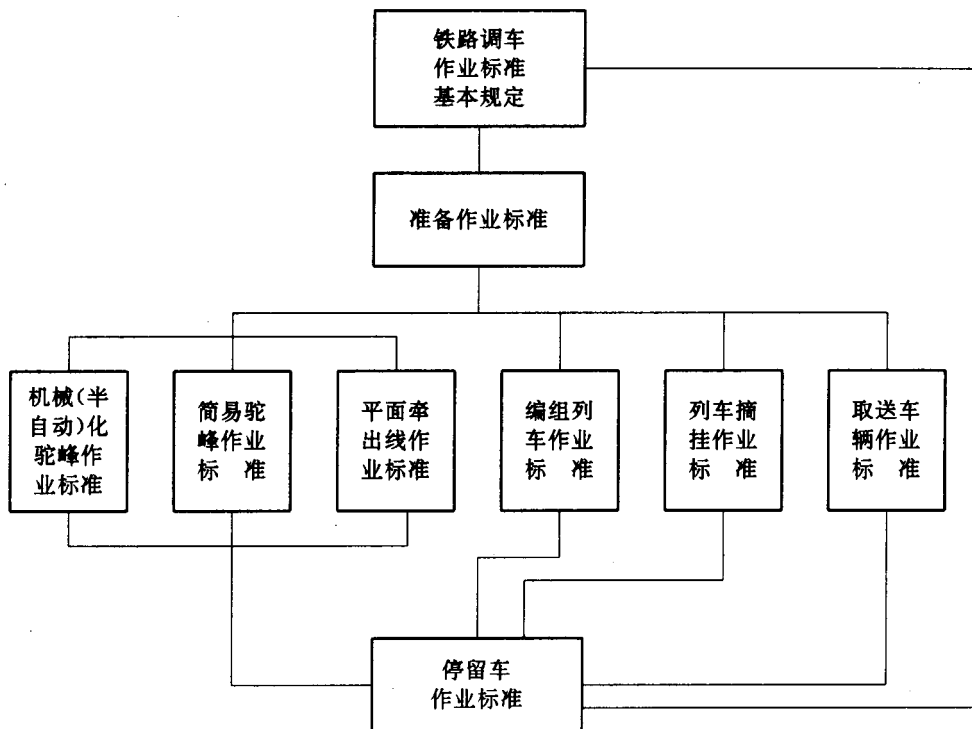 铁路调车
作业标准
基本规定
准备作业标准
机械(半
自动)化
驼峰作
业标准
简易驼
峰作业
标 准
平面牵
出线作
业标准
编组列
车作业
标 准
列车摘
挂作业
标 准
取送车
辆作业
标 准
停留车
作业标准